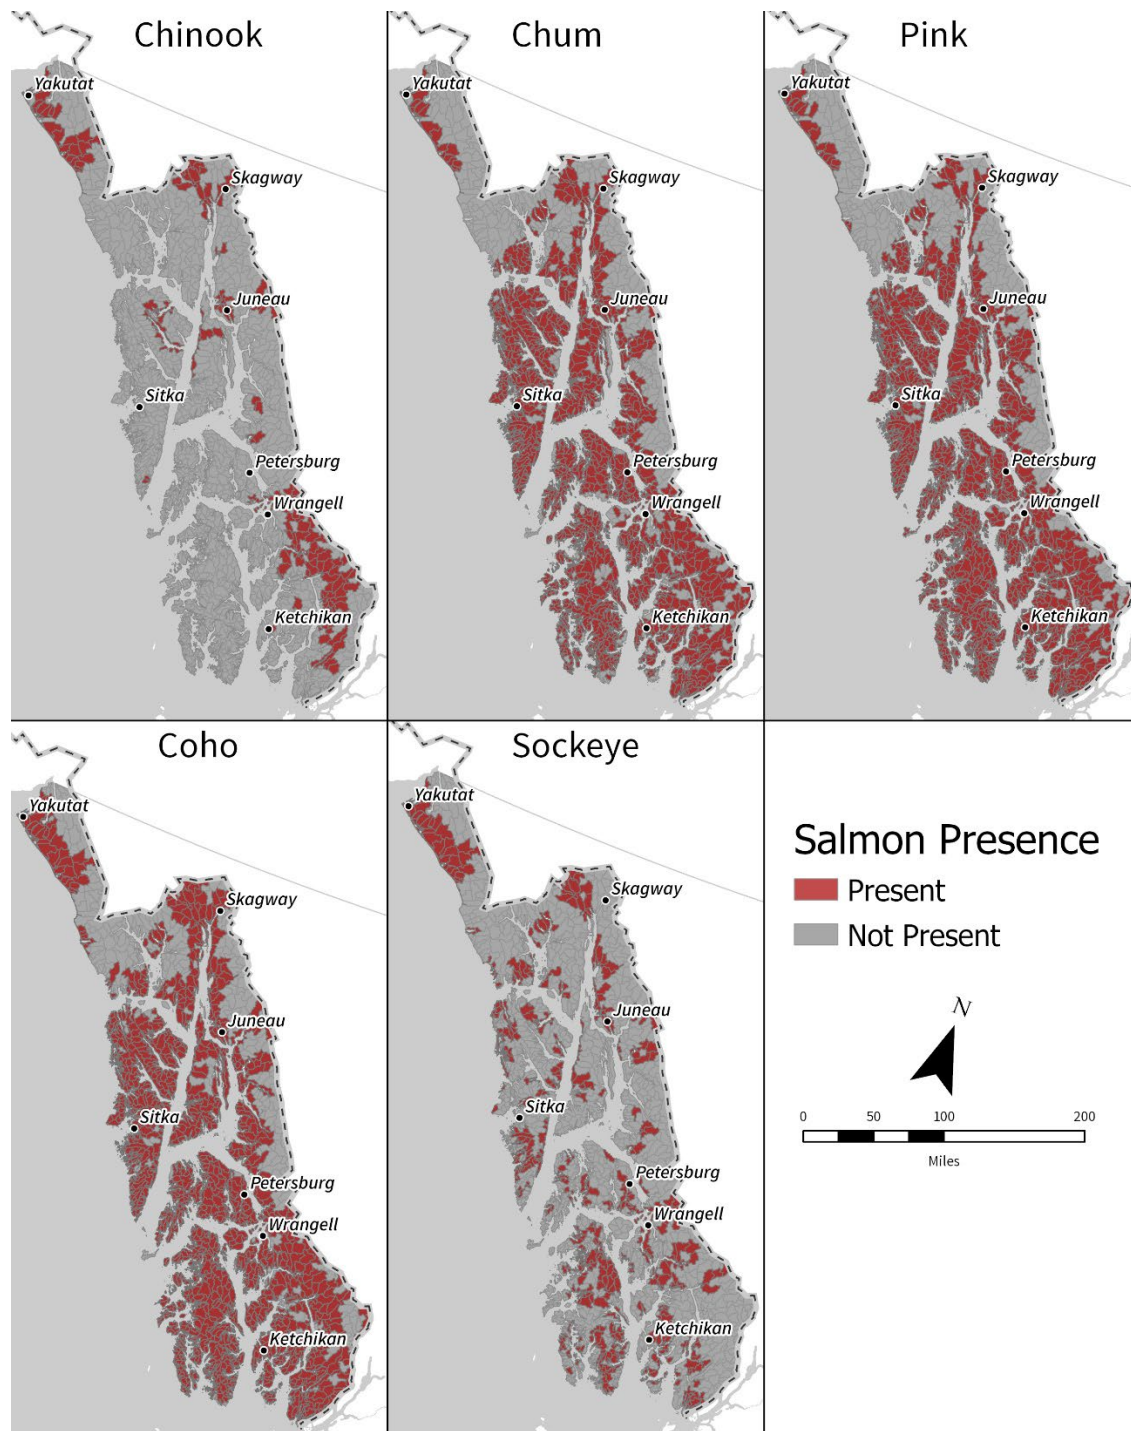 Chinook
Yakutat
Skagway
Juneau
Sitka
Petersburg
Wrangell
Ketchikan
Chum
Yakutat
Skagway
Juneau
Sitka
Petersburg
Wrangell
Ketchikan
Pink
Yakutat
Skagway
Juneau
Sitka
Petersburg
Wrangell
Ketchikan
Coho
Yakutat
Skagway
Juneau
Sitka
Petersburg
Wrangell
Ketchikan
Sockeye
Yakutat
Skagway
Juneau
Sitka
Petersburg
Wrangell
Ketchikan
Salmon Presence
Present
Not Present
N
0 50 100 200
Miles